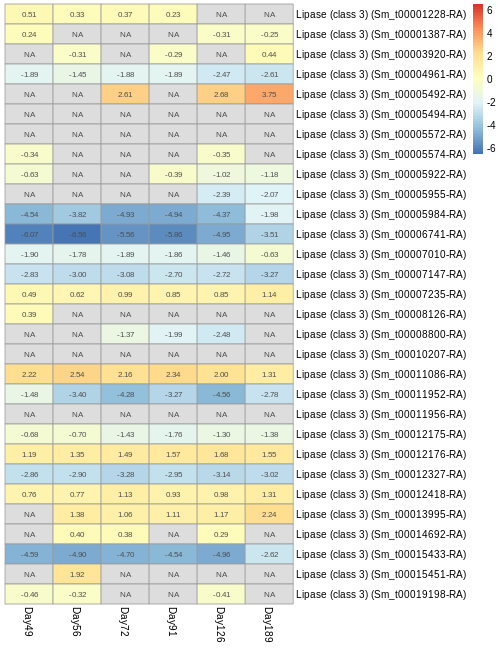 0.51 0.33 0.37 0.23 NA NA Lipase (class 3) (Sm_t00001228-RA)
0.24 NA NA NA -0.31 -0.25 Lipase (class 3) (Sm_t00001387-RA)
NA -0.31 NA -0.29 NA 0.44 Lipase (class 3) (Sm_t00003920-RA)
-1.89 -1.45 -1.88 -1.89 -2.47 -2.61 Lipase (class 3) (Sm_t00004961-RA)
NA NA 2.61 NA 2.68 3.75 Lipase (class 3) (Sm_t00005492-RA)
NA NA NA NA NA NA Lipase (class 3) (Sm_t00005494-RA)
NA NA NA NA NA NA Lipase (class 3) (Sm_t00005572-RA)
-0.34 NA NA NA -0.35 NA Lipase (class 3) (Sm_t00005574-RA)
-0.63 NA NA -0.39 -1.02 -1.18 Lipase (class 3) (Sm_t00005922-RA)
NA NA NA NA -2.39 -2.07 Lipase (class 3) (Sm_t00005955-RA)
-4.54 -3.82 -4.93 -4.94 -4.37 -1.98 Lipase (class 3) (Sm_t00005984-RA)
-6.07 -6.56 -5.56 -5.86 -4.95 -3.51 Lipase (class 3) (Sm_t00006741-RA)
-1.90 -1.78 -1.89 -1.86 -1.46 -0.63 Lipase (class 3) (Sm_t00007010-RA)
-2.83 -3.00 -3.08 -2.70 -2.72 -3.27 Lipase (class 3) (Sm_t00007147-RA)
0.49 0.62 0.99 0.85 0.85 1.14 Lipase (class 3) (Sm_t00007235-RA)
0.39 NA NA NA NA NA Lipase (class 3) (Sm_t00008126-RA)
NA NA -1.37 -1.99 -2.48 NA Lipase (class 3) (Sm_t00008800-RA)
NA NA NA NA NA NA Lipase (class 3) (Sm_t00010207-RA)
2.22 2.54 2.16 2.34 2.00 1.31 Lipase (class 3) (Sm_t00011086-RA)
-1.48 -3.40 -4.28 -3.27 -4.56 -2.78 Lipase (class 3) (Sm_t00011952-RA)
NA NA NA NA NA NA Lipase (class 3) (Sm_t00011956-RA)
-0.68 -0.70 -1.43 -1.76 -1.30 -1.38 Lipase (class 3) (Sm_t00012175-RA)
1.19 1.35 1.49 1.57 1.68 1.55 Lipase (class 3) (Sm_t00012176-RA)
-2.86 -2.90 -3.28 -2.95 -3.14 -3.02 Lipase (class 3) (Sm_t00012327-RA)
0.76 0.77 1.13 0.93 0.98 1.31 Lipase (class 3) (Sm_t00012418-RA)
NA 1.38 1.06 1.11 1.17 2.24 Lipase (class 3) (Sm_t00013995-RA)
NA 0.40 0.38 NA 0.29 NA Lipase (class 3) (Sm_t00014692-RA)
-4.59 -4.90 -4.70 -4.54 -4.96 -2.62 Lipase (class 3) (Sm_t00015433-RA)
NA 1.92 NA NA NA NA Lipase (class 3) (Sm_t00015451-RA)
-0.46 -0.32 NA NA -0.41 NA Lipase (class 3) (Sm_t00019198-RA)
Day49 Day56 Day72 Day91 Day126 Day189
6
4
2
0
-2
-4
-6